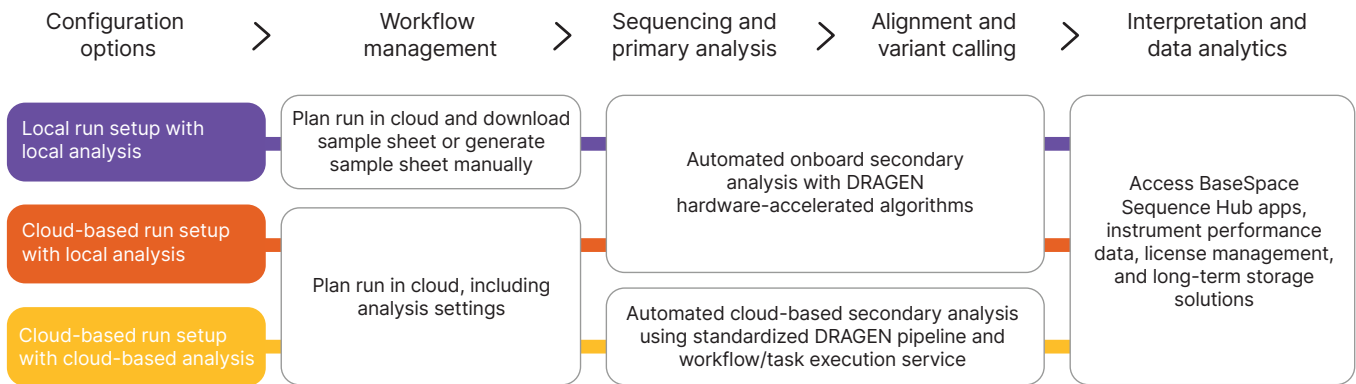 Configuration
options
Workflow
management
Sequencing and
primary analysis
Alignment and
variant calling
Interpretation and
data analytics
Local run setup with
local analysis
Plan run in cloud and download
sample sheet or generate
sample sheet manually
Automated onboard secondary
analysis with DRAGEN
hardware-accelerated algorithms
Access BaseSpace
Sequence Hub apps,
instrument performance
data, license management,
and long-term storage
solutions
Cloud-based run setup
with local analysis
Plan run in cloud, including
analysis settings
Cloud-based run setup
with cloud-based analysis
Automated cloud-based secondary analysis
using standardized DRAGEN pipeline and
workflow/task execution service